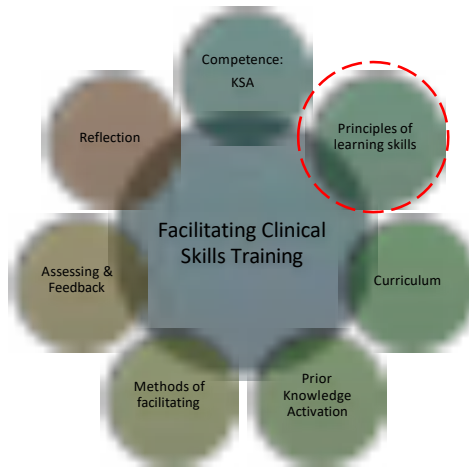 Competence:
KSA
Principles of
learning skills
Reflection
Facilitating Clinical
Skills Training
Assessing &
Feedback
Curriculum
Methods of
facilitating
Prior
Knowledge
Activation